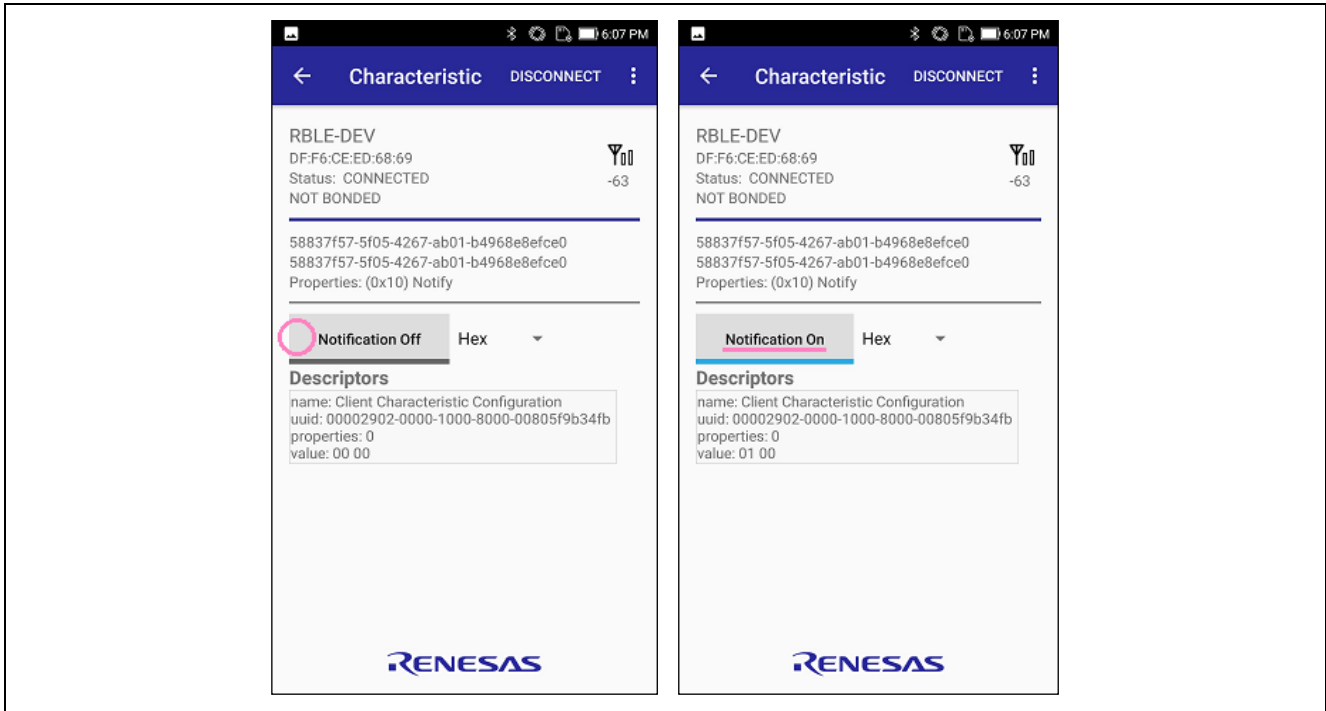 6:07 PM
Characteristic DISCONNECT
RBLE-DEV
DF:F6:CE:ED:68:69
Status: CONNECTED
-63
NOT BONDED
58837f57-5f05-4267-ab01-b4968e8efce0
58837f57-5f05-4267-ab01-b4968e8efce0
Properties: (0x10) Notify
Notification Off Hex
Descriptors
name: Client Characteristic Configuration
uuid: 00002902-0000-1000-8000-00805f9b34fb
properties: 0
value: 00 00
RENESAS
6:07 PM
Characteristic DISCONNECT
RBLE-DEV
DF:F6:CE:ED:68:69
Status: CONNECTED
-63
NOT BONDED
58837f57-5f05-4267-ab01-b4968e8efce0
58837f57-5f05-4267-ab01-b4968e8efce0
Properties: (0x10) Notify
Notification On Hex
Descriptors
name: Client Characteristic Configuration
uuid: 00002902-0000-1000-8000-00805f9b34fb
properties: 0
value: 01 00
RENESAS